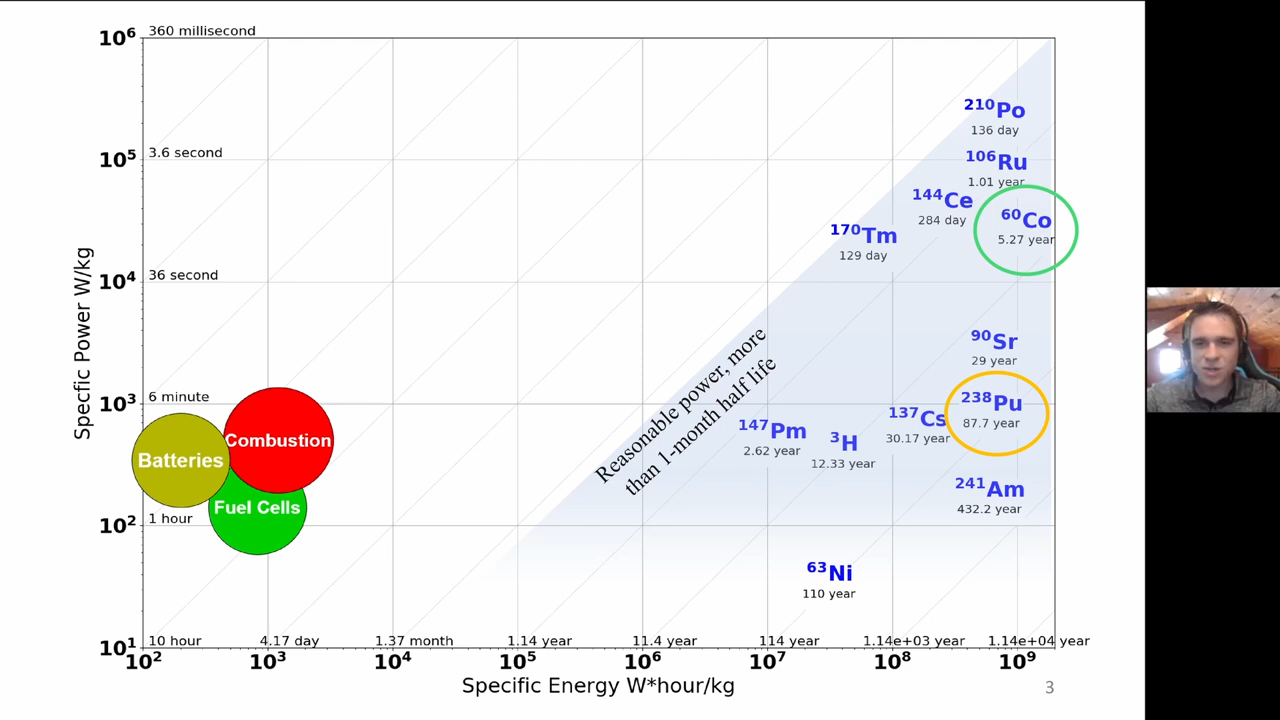 10⁶ 360 millisecond
²¹⁰Po
136 day
10⁵ 3.6 second
¹⁰⁶Ru
1.01 year
¹⁴⁴Ce
284 day
⁶⁰Co
5.27 year
¹⁷⁰Tm
129 day
10⁴ 36 second
Specfic Power W/kg
Reasonable power, more
than 1-month half life
⁹⁰Sr
29 year
10³ 6 minute
²³⁸Pu
87.7 year
¹³⁷Cs
30.17 year
¹⁴⁷Pm
2.62 year
³H
12.33 year
Combustion
Batteries
Fuel Cells
²⁴¹Am
432.2 year
10² 1 hour
⁶³Ni
110 year
10¹ 10 hour 4.17 day 1.37 month 1.14 year 11.4 year 114 year 1.14e+03 year 1.14e+04 year
10² 10³ 10⁴ 10⁵ 10⁶ 10⁷ 10⁸ 10⁹
Specific Energy W*hour/kg
3